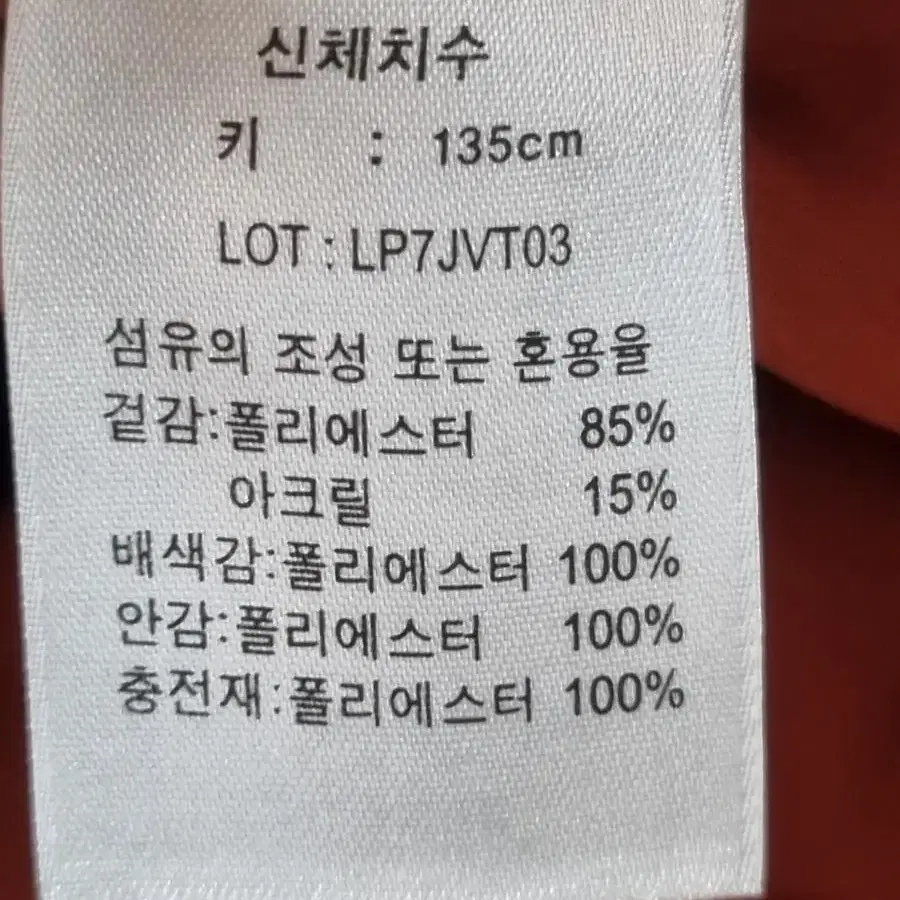 신체치수
키 : 135cm
LOT : LP7JVT03
섬유의 조성 또는 혼용율
겉감:폴리에스터 85%
아크릴 15%
배색감:폴리에스터 100%
안감:폴리에스터 100%
충전재:폴리에스터 100%